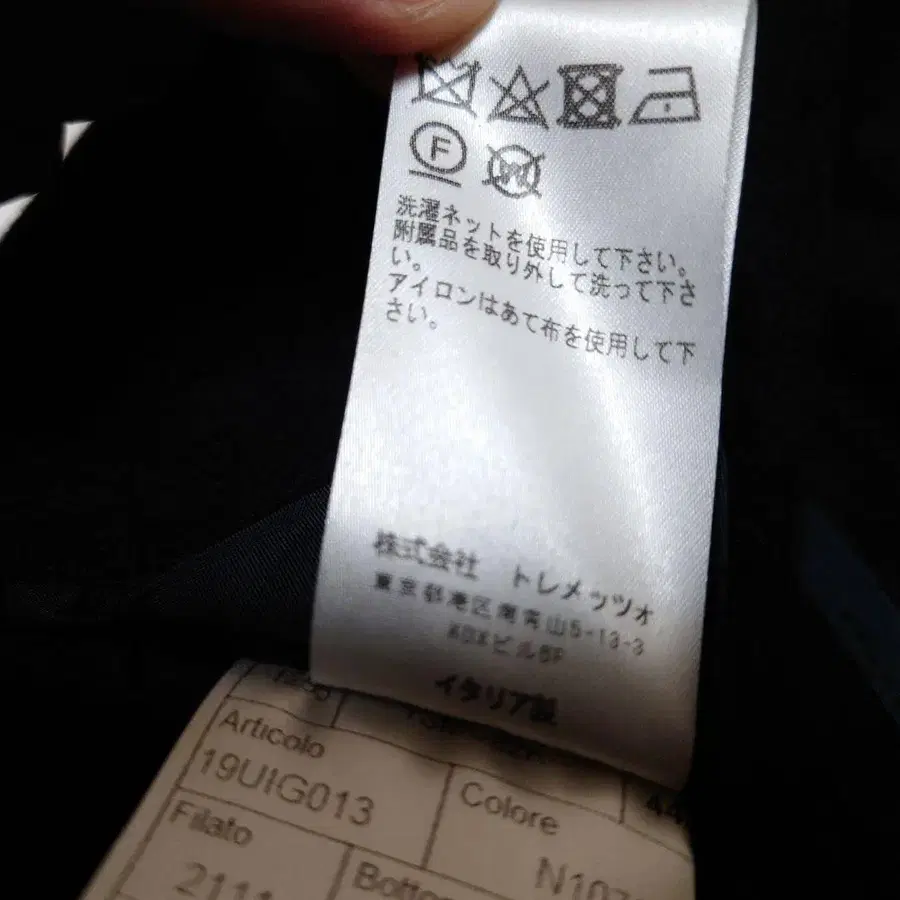 F
W
洗濯ネットを使用して下さい。
附属品を取り外して洗って下さ
い。
アイロンはあて布を使用して下
さい。
株式会社 トレメッツォ
東京都港区南青山5-13-3
ビル
イタリア製
Articolo
19UIG013
Colore
Filato